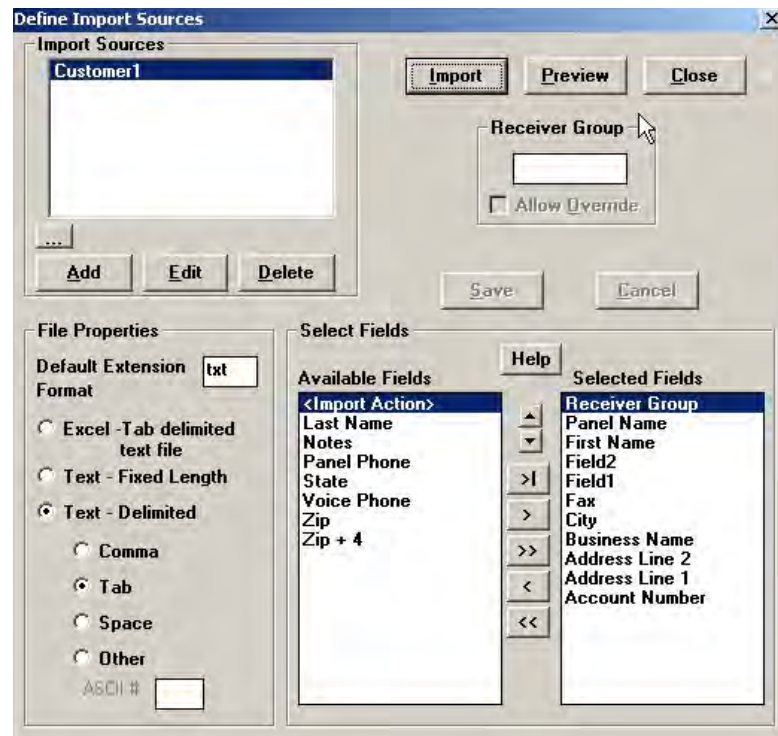 Define Import Sources
Import Sources
Customer1
...
Add Edit Delete
Import Preview Close
Receiver Group
Allow Override
Save Cancel
File Properties
Default Extension txt
Format
Excel -Tab delimited
text file
Text - Fixed Length
Text - Delimited
Comma
Tab
Space
Other
ASCII #
Select Fields
Help
Available Fields
<Import Action>
Last Name
Notes
Panel Phone
State
Voice Phone
Zip
Zip + 4
>I
>
>>
<
<<
Selected Fields
Receiver Group
Panel Name
First Name
Field2
Field1
Fax
City
Business Name
Address Line 2
Address Line 1
Account Number